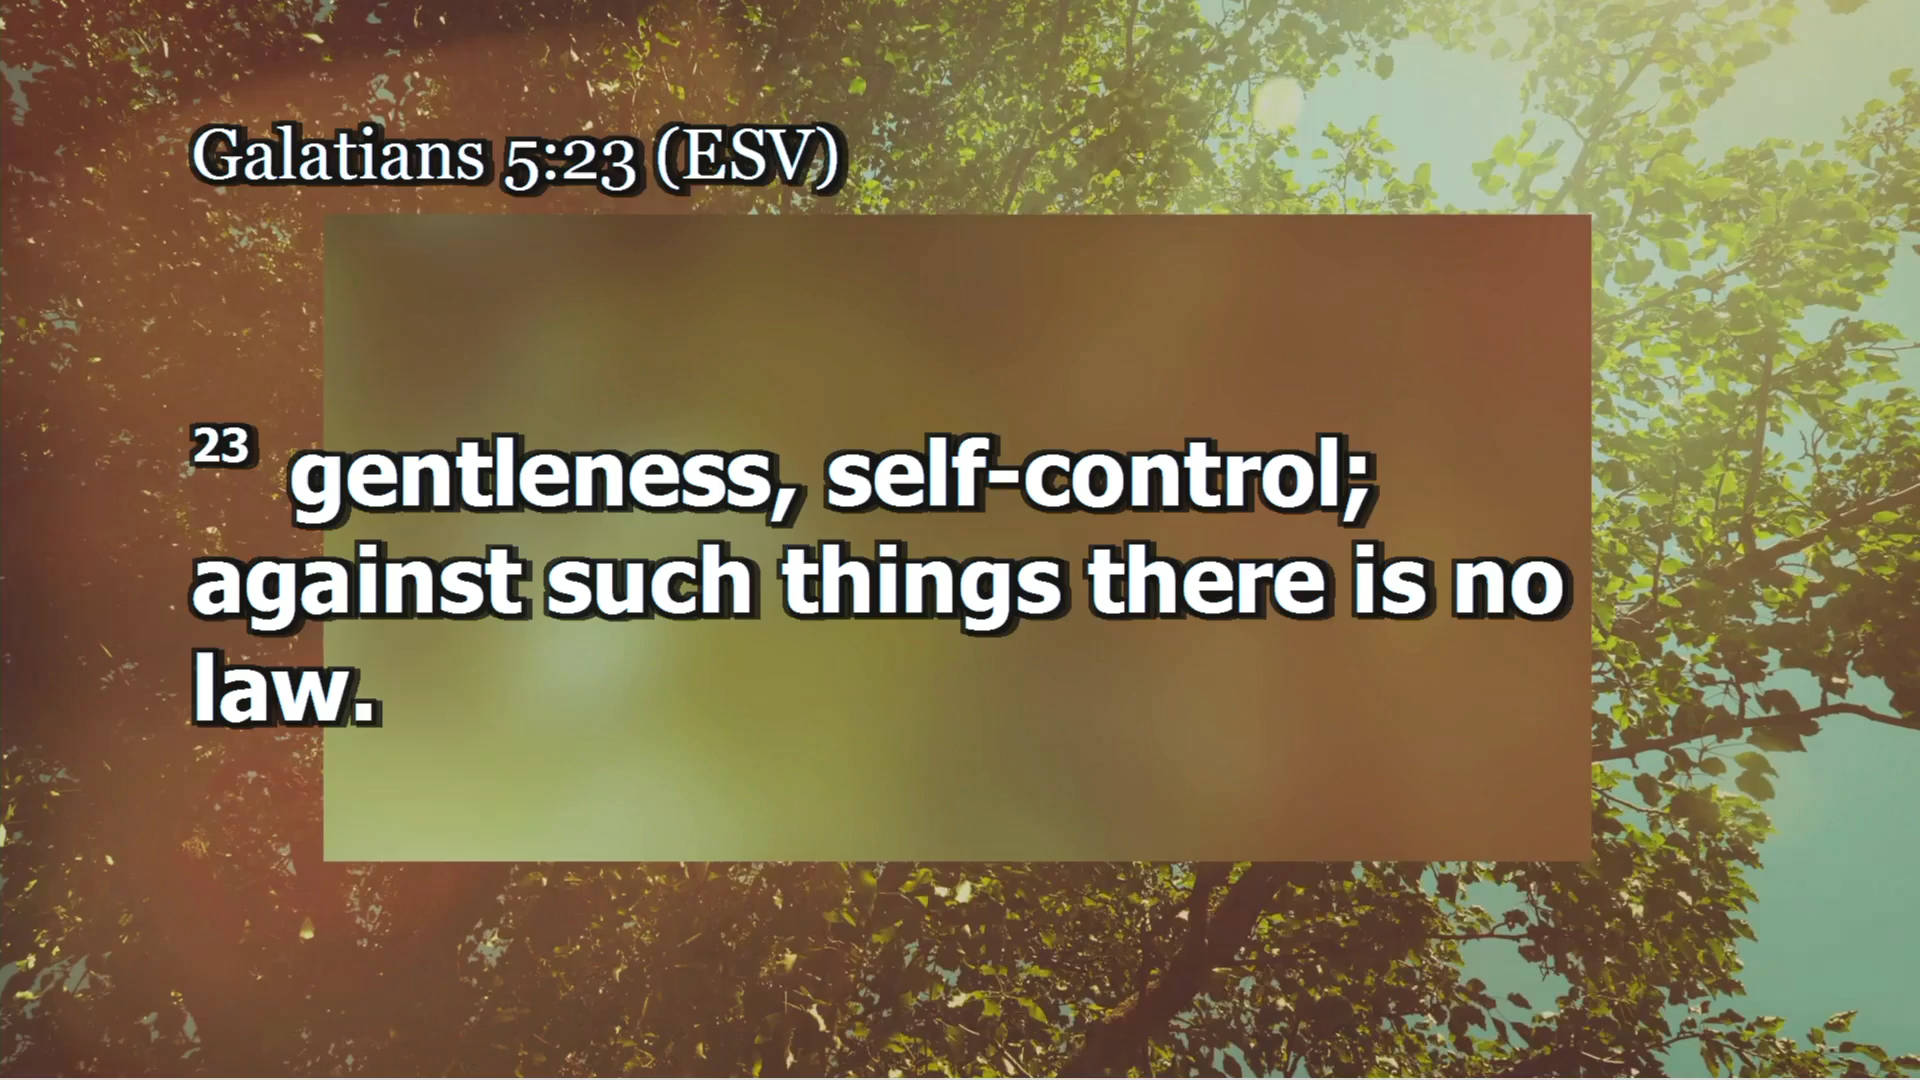 Galatians 5:23 (ESV)
23 gentleness, self-control;
against such things there is no
law.